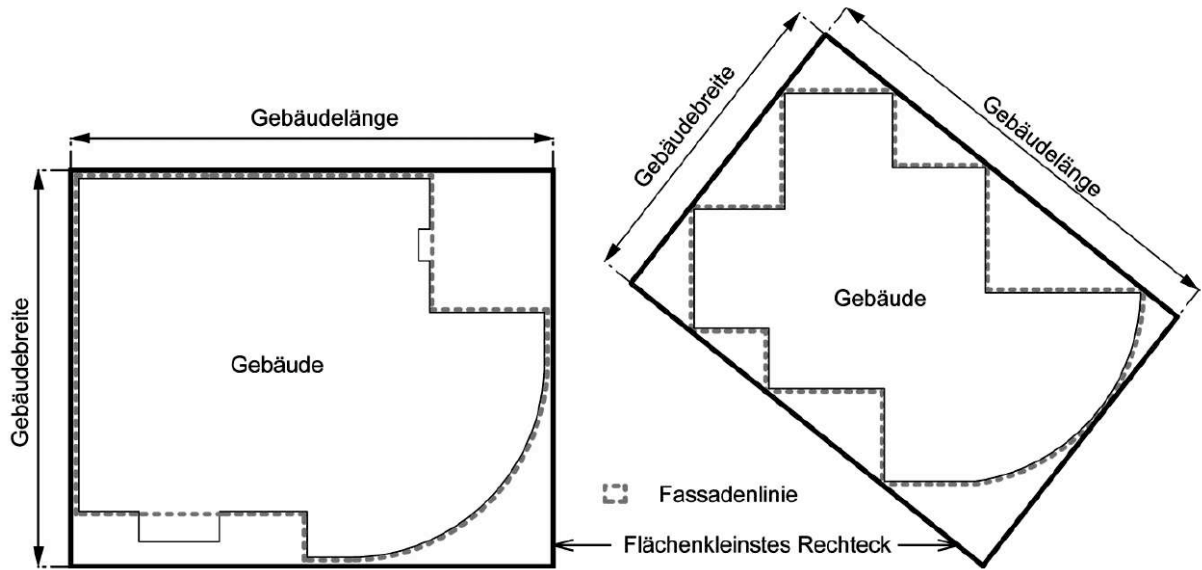 Gebäudelänge
Gebäudebreite
Gebäude
Gebäudebreite
Gebäudelänge
Gebäude
Fassadenlinie
Flächenkleinstes Rechteck